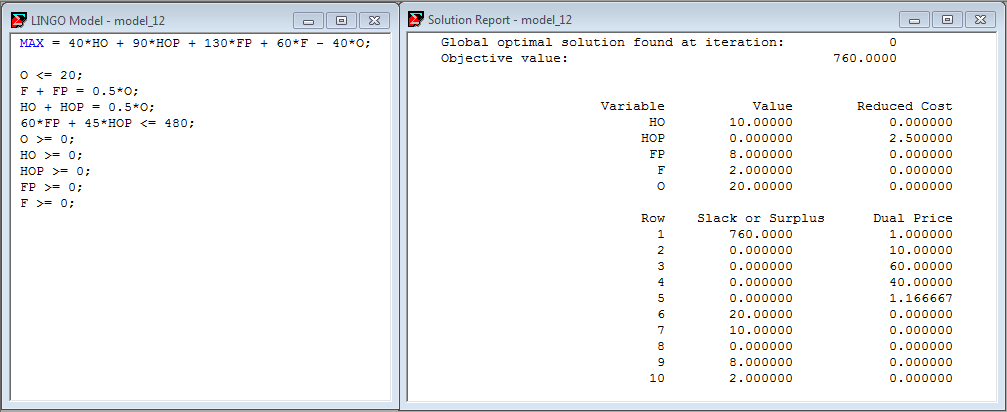 LINGO Model - model_12
MAX = 40*HO + 90*HOP + 130*FP + 60*F - 40*O;
O <= 20;
F + FP = 0.5*O;
HO + HOP = 0.5*O;
60*FP + 45*HOP <= 480;
O >= 0;
HO >= 0;
HOP >= 0;
FP >= 0;
F >= 0;
Solution Report - model_12
Global optimal solution found at iteration: 0
Objective value: 760.0000
Variable Value Reduced Cost
HO 10.00000 0.000000
HOP 0.000000 2.500000
FP 8.000000 0.000000
F 2.000000 0.000000
O 20.00000 0.000000
Row Slack or Surplus Dual Price
1 760.0000 1.000000
2 0.000000 10.00000
3 0.000000 60.00000
4 0.000000 40.00000
5 0.000000 1.166667
6 20.00000 0.000000
7 10.00000 0.000000
8 0.000000 0.000000
9 8.000000 0.000000
10 2.000000 0.000000